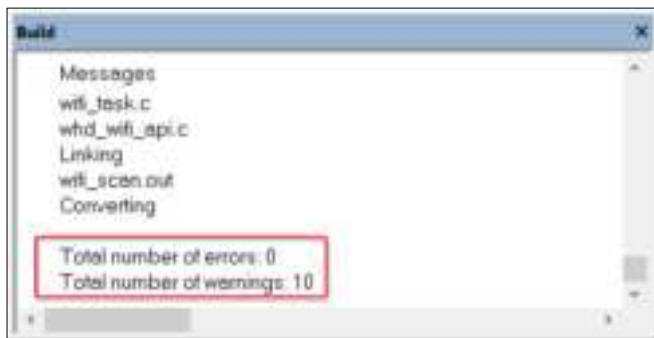 Build
Messages
wifi_task.c
whd_wifi_api.c
Linking
wifi_scan.out
Converting
Total number of errors: 0
Total number of warnings: 10